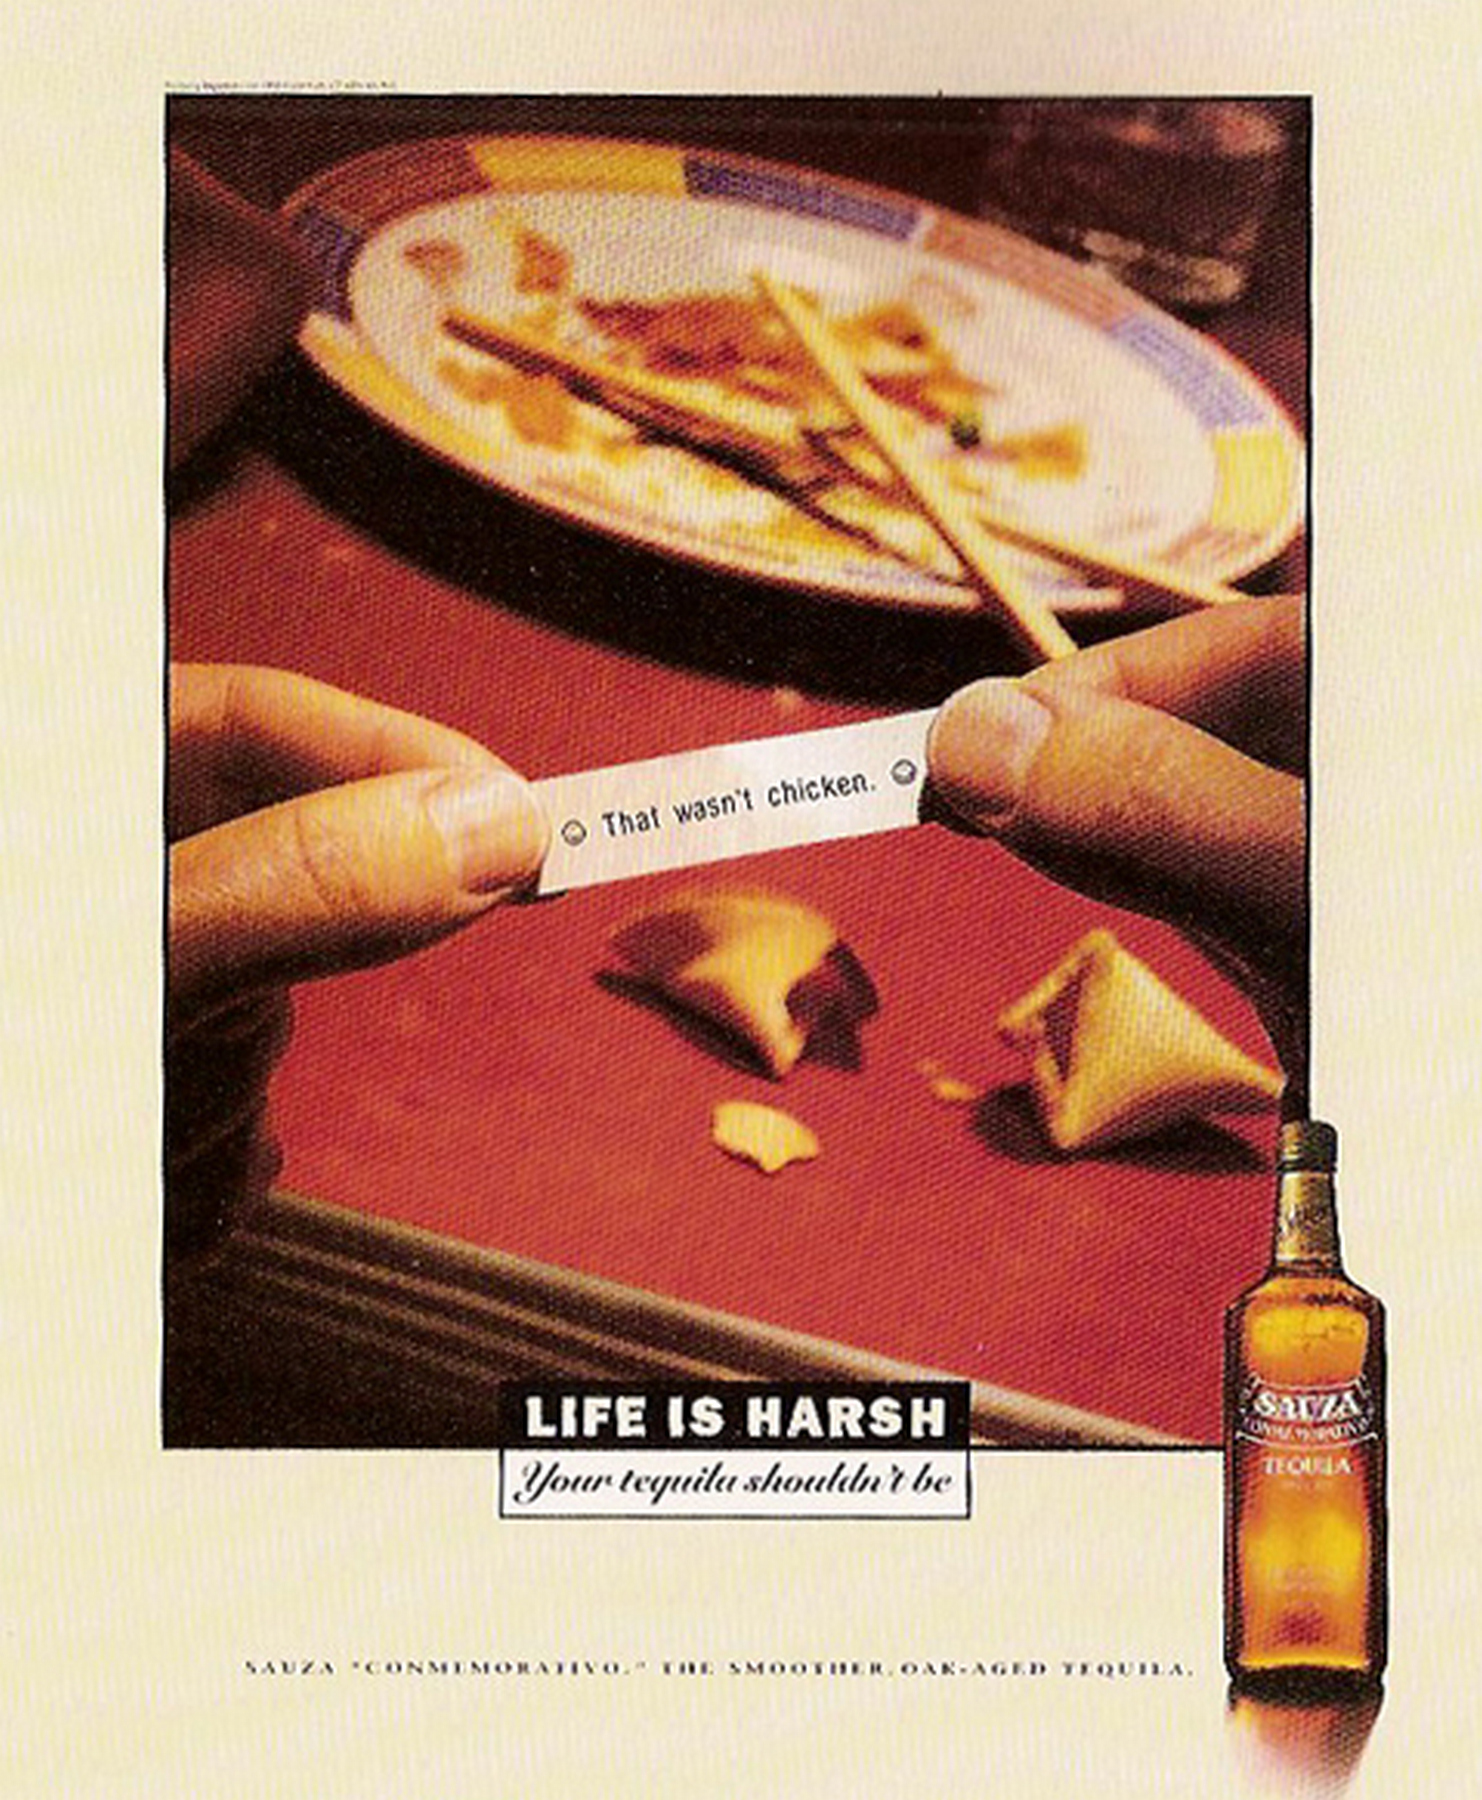 That wasn't chicken.
LIFE IS HARSH
Your tequila shouldn't be
SAUZA
CONMEMORATIVO
TEQUILA
SAUZA "CONMEMORATIVO." THE SMOOTHER, OAK-AGED TEQUILA.